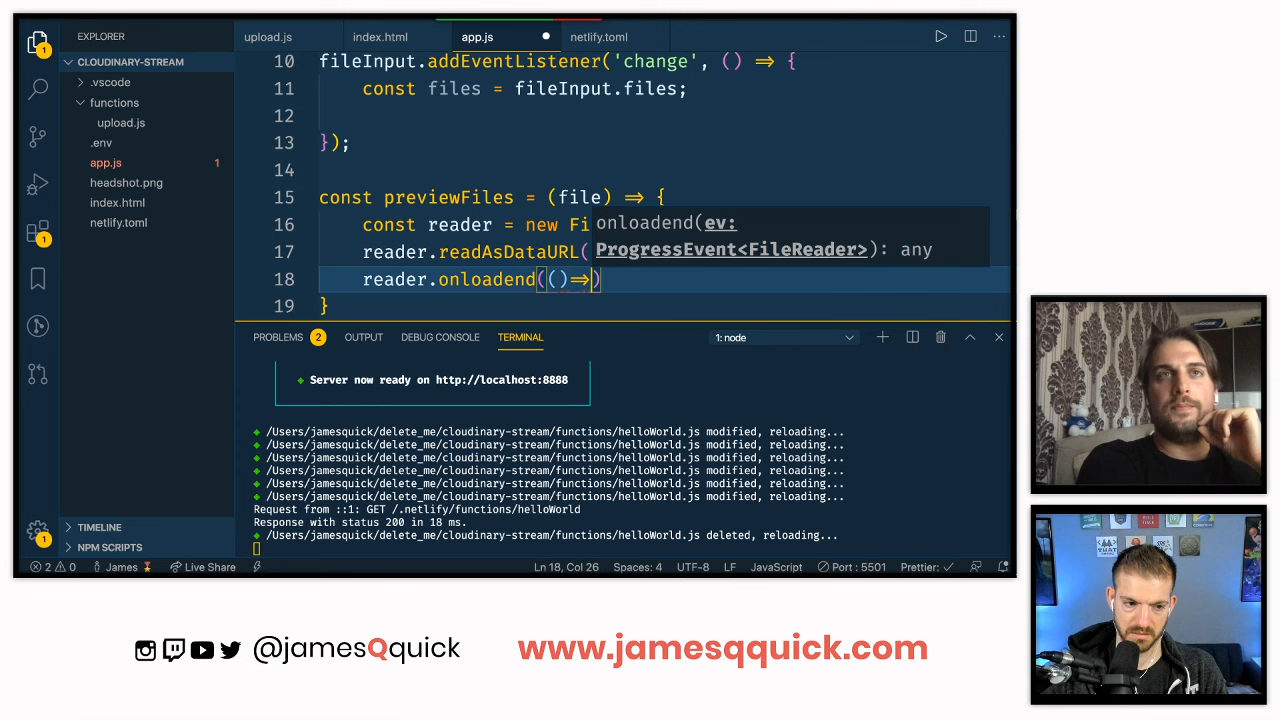 EXPLORER
upload.js
index.html
app.js
netlify.toml
CLOUDINARY-STREAM
.vscode
functions
upload.js
.env
app.js 1
headshot.png
index.html
netlify.toml
TIMELINE
NPM SCRIPTS
1
1
1
10 fileInput.addEventListener('change', () => {
11 const files = fileInput.files;
12
13 });
14
15 const previewFiles = (file) => {
16 const reader = new Fi
17 reader.readAsDataURL(
18 reader.onloadend(()=>)
19 }
onloadend(ev:
ProgressEvent<FileReader>): any
PROBLEMS 2 OUTPUT DEBUG CONSOLE TERMINAL 1: node
Server now ready on http://localhost:8888
/Users/jamesquick/delete_me/cloudinary-stream/functions/helloWorld.js modified, reloading...
/Users/jamesquick/delete_me/cloudinary-stream/functions/helloWorld.js modified, reloading...
/Users/jamesquick/delete_me/cloudinary-stream/functions/helloWorld.js modified, reloading...
/Users/jamesquick/delete_me/cloudinary-stream/functions/helloWorld.js modified, reloading...
/Users/jamesquick/delete_me/cloudinary-stream/functions/helloWorld.js modified, reloading...
/Users/jamesquick/delete_me/cloudinary-stream/functions/helloWorld.js modified, reloading...
Request from ::1: GET /.netlify/functions/helloWorld
Response with status 200 in 18 ms.
/Users/jamesquick/delete_me/cloudinary-stream/functions/helloWorld.js deleted, reloading...
2 0 James Live Share Ln 18, Col 26 Spaces: 4 UTF-8 LF JavaScript Port : 5501 Prettier: ✓
@jamesQquick
www.jamesqquick.com